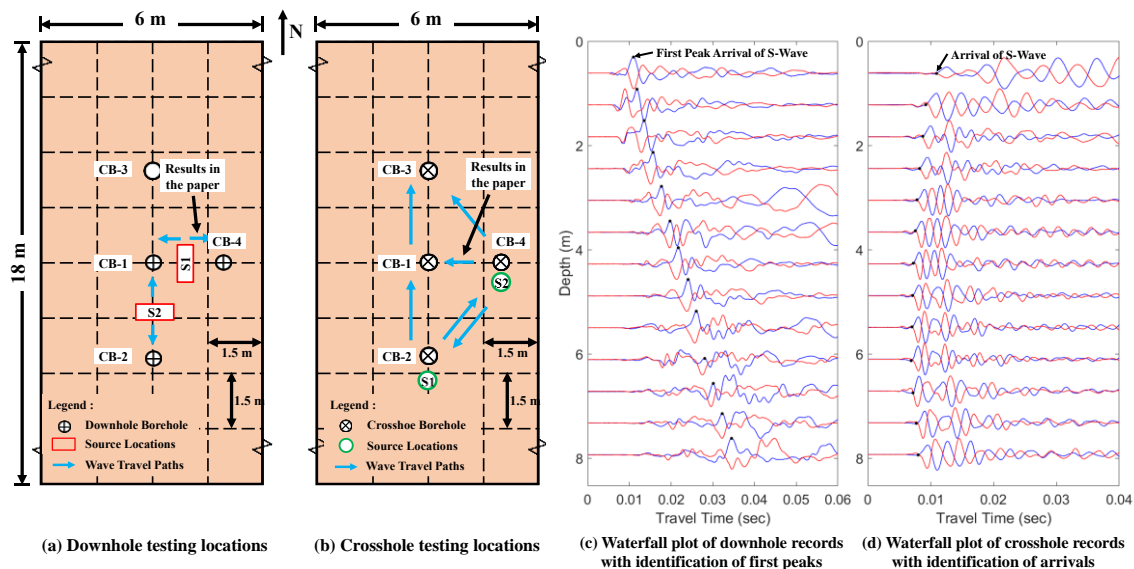 6 m
N
18 m
CB-3
Results in
the paper
CB-4
CB-1
S1
S2
CB-2
1.5 m
1.5 m
Legend :
Downhole Borehole
Source Locations
Wave Travel Paths
(a) Downhole testing locations
6 m
CB-3
Results in
the paper
CB-4
CB-1
S2
CB-2
S1
1.5 m
1.5 m
Legend :
Crosshoe Borehole
Source Locations
Wave Travel Paths
(b) Crosshole testing locations
First Peak Arrival of S-Wave
Depth (m)
0
2
4
6
8
0
0.01
0.02
0.03
0.04
0.05
0.06
Travel Time (sec)
(c) Waterfall plot of downhole records
with identification of first peaks
Arrival of S-Wave
0
2
4
6
8
0
0.01
0.02
0.03
0.04
Travel Time (sec)
(d) Waterfall plot of crosshole records
with identification of arrivals